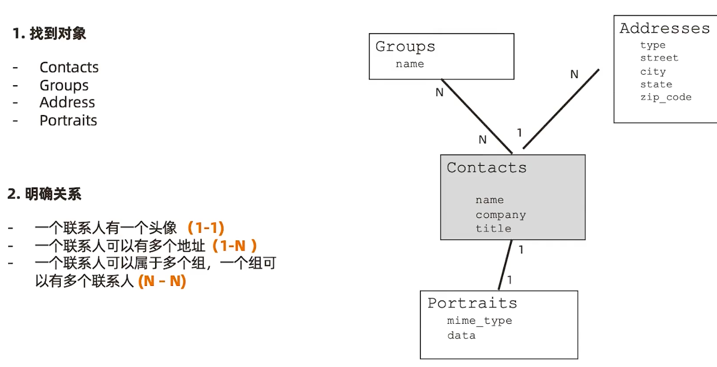 1. 找到对象
- Contacts
- Groups
- Address
- Portraits
2. 明确关系
- 一个联系人有一个头像 （1-1)
- 一个联系人可以有多个地址（1-N ）
- 一个联系人可以属于多个组，一个组可
以有多个联系人 (N – N)
Groups
name
N
N
Addresses
type
street
city
state
zip_code
N
1
Contacts
name
company
title
1
1
Portraits
mime_type
data